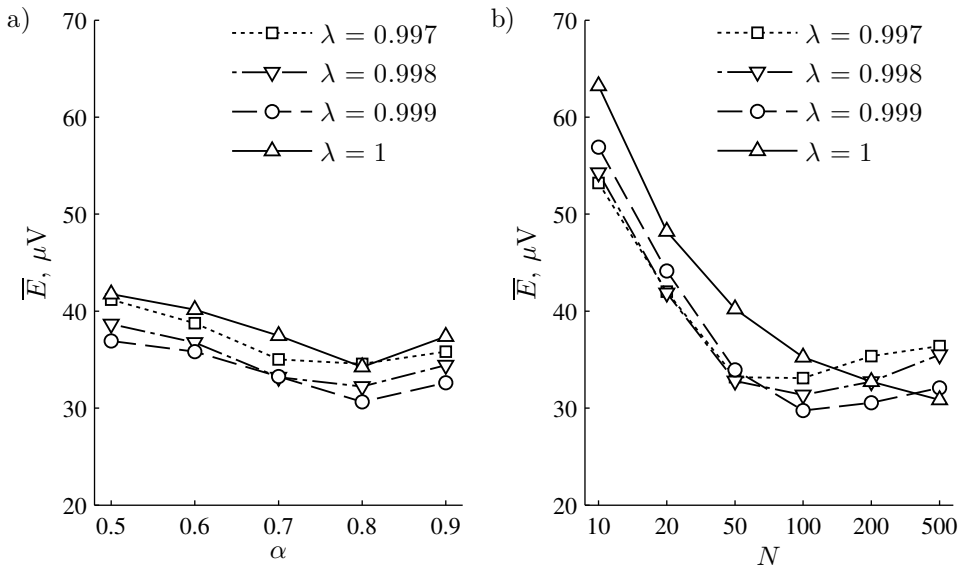 a)
E̅, µV
70
60
50
40
30
20
0.5 0.6 0.7 0.8 0.9
α
λ = 0.997
λ = 0.998
λ = 0.999
λ = 1
b)
E̅, µV
70
60
50
40
30
20
10 20 50 100 200 500
N
λ = 0.997
λ = 0.998
λ = 0.999
λ = 1